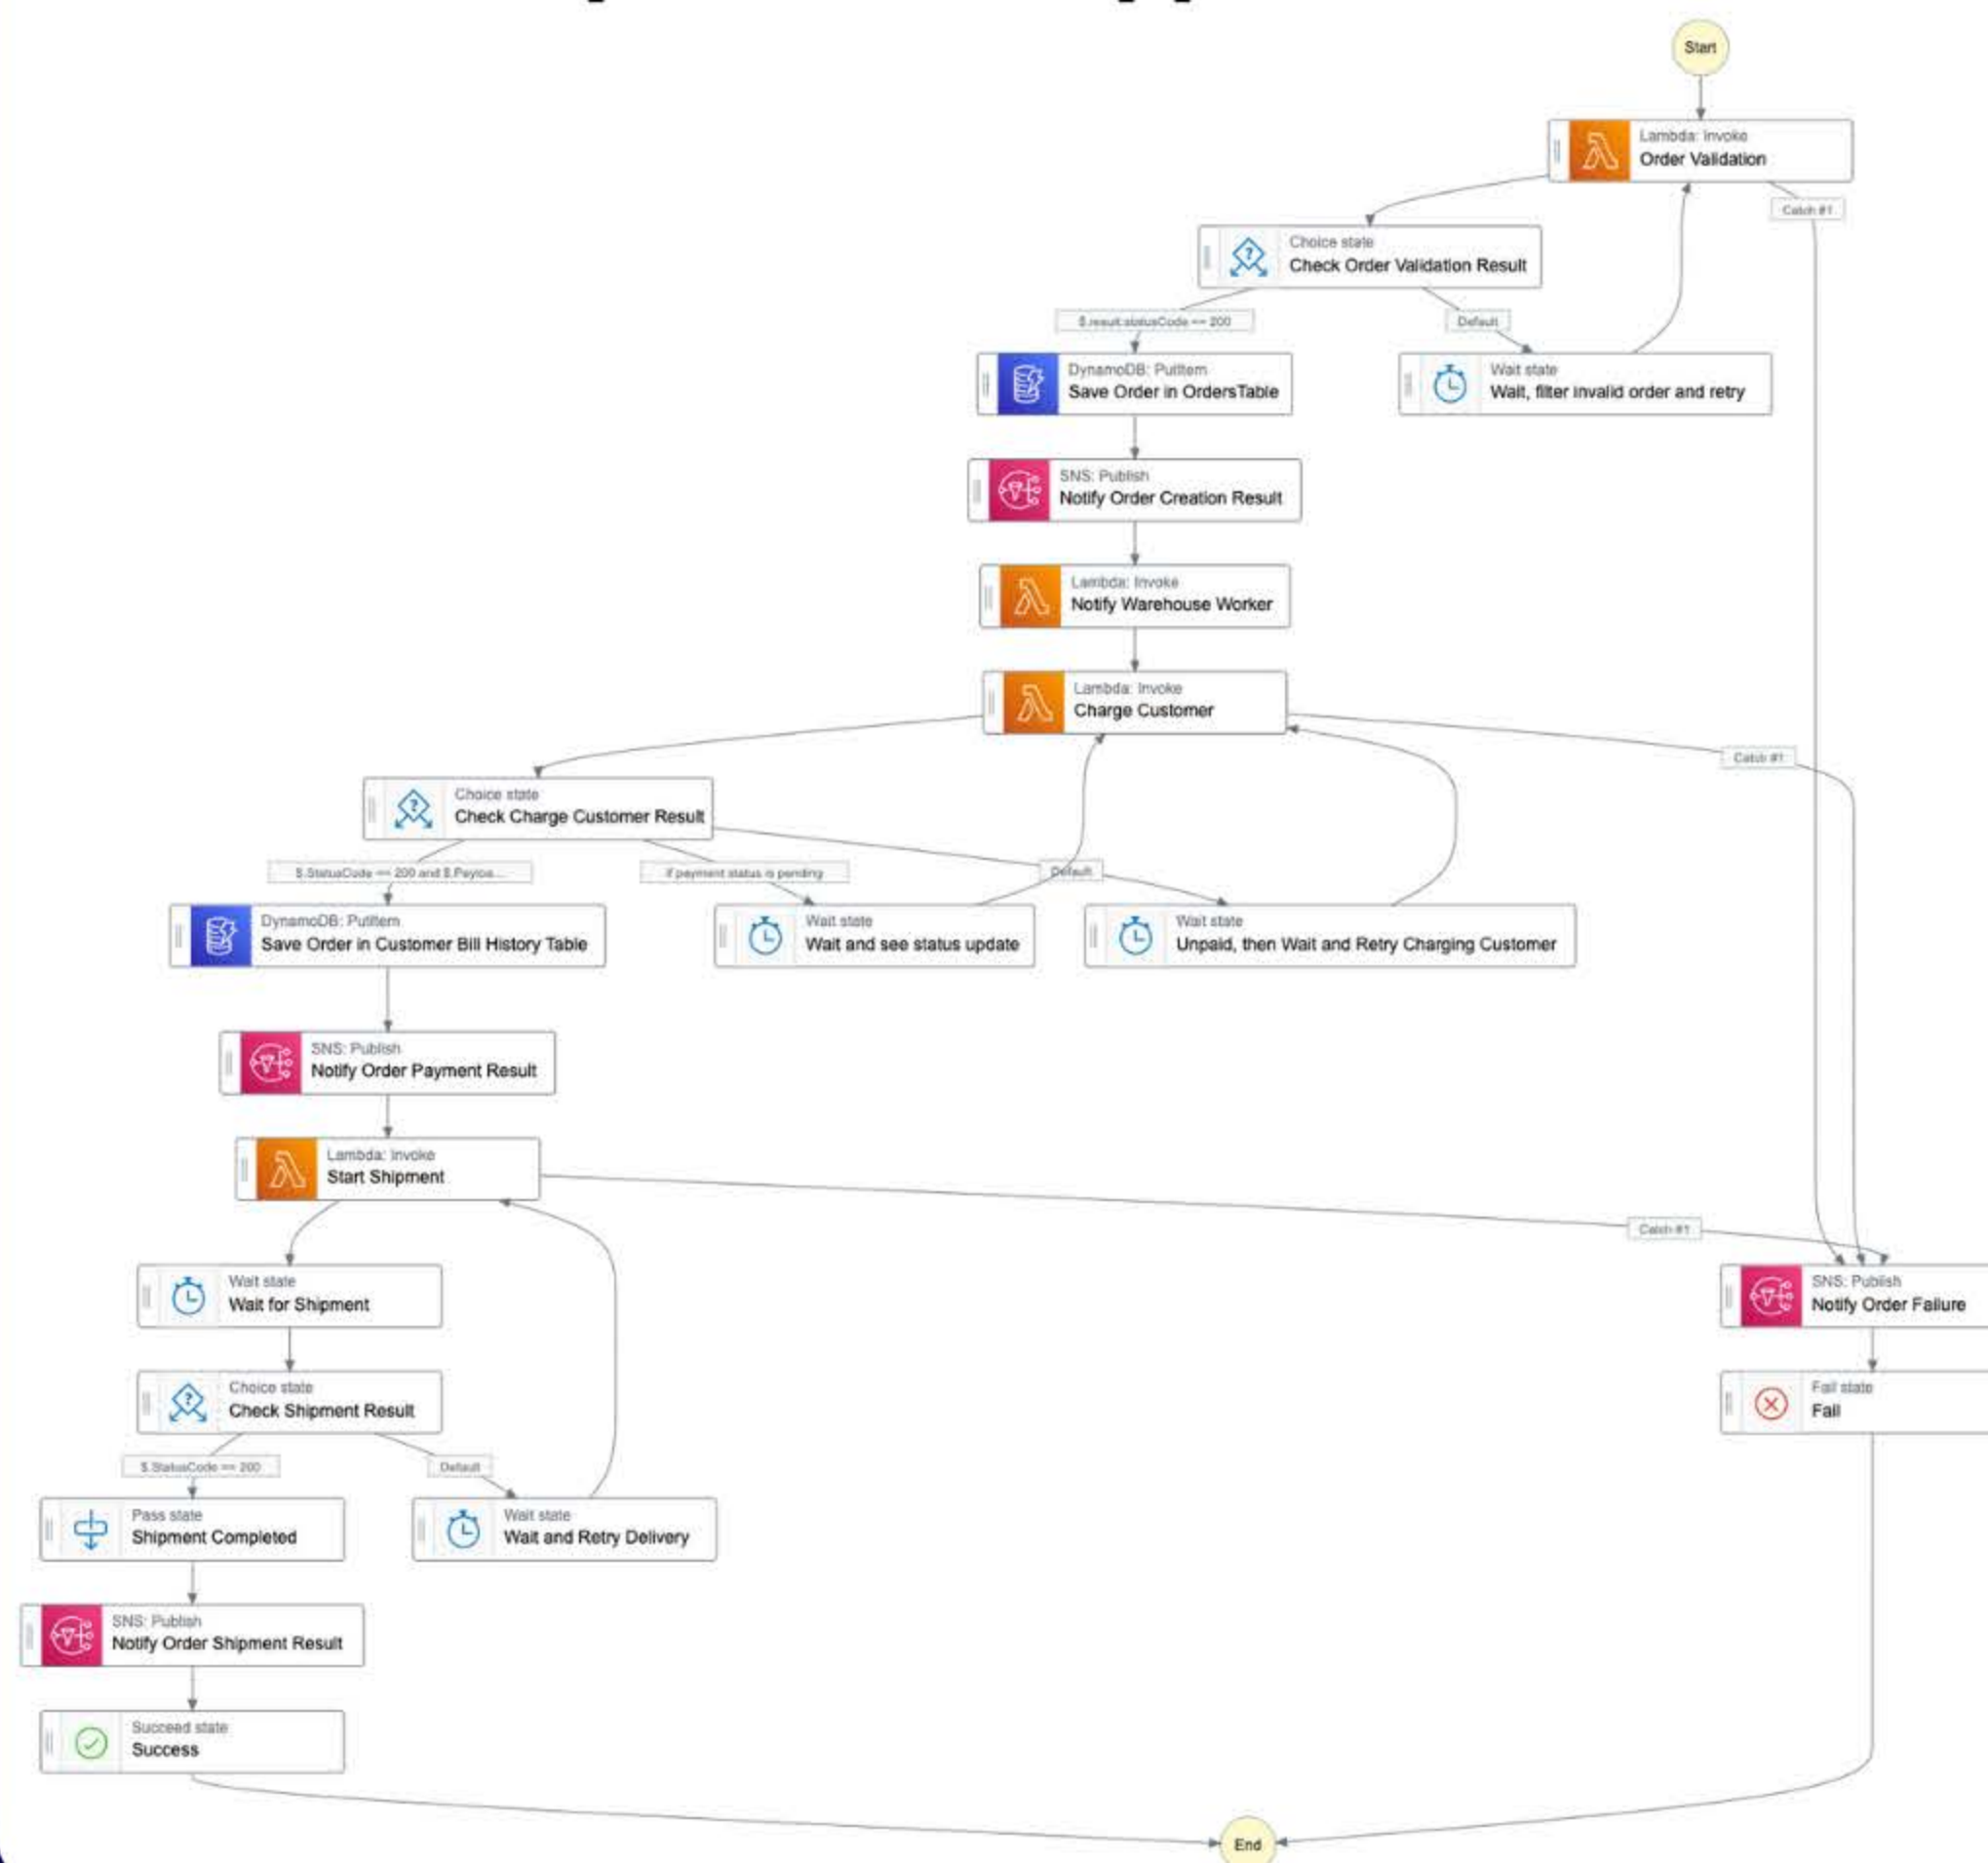 Start
Lambda: Invoke
Order Validation
Catch #1
Choice state
Check Order Validation Result
$.result.statusCode == 200
Default
DynamoDB: PutItem
Save Order in OrdersTable
Wait state
Wait, filter invalid order and retry
SNS: Publish
Notify Order Creation Result
Lambda: Invoke
Notify Warehouse Worker
Lambda: Invoke
Charge Customer
Catch #1
Choice state
Check Charge Customer Result
$.StatusCode == 200 and $.Payloa...
if payment status is pending
Default
DynamoDB: PutItem
Save Order in Customer Bill History Table
Wait state
Wait and see status update
Wait state
Unpaid, then Wait and Retry Charging Customer
SNS: Publish
Notify Order Payment Result
Lambda: Invoke
Start Shipment
Catch #1
Wait state
Wait for Shipment
SNS: Publish
Notify Order Failure
Choice state
Check Shipment Result
Fail state
Fail
$.StatusCode == 200
Default
Pass state
Shipment Completed
Wait state
Wait and Retry Delivery
SNS: Publish
Notify Order Shipment Result
Succeed state
Success
End